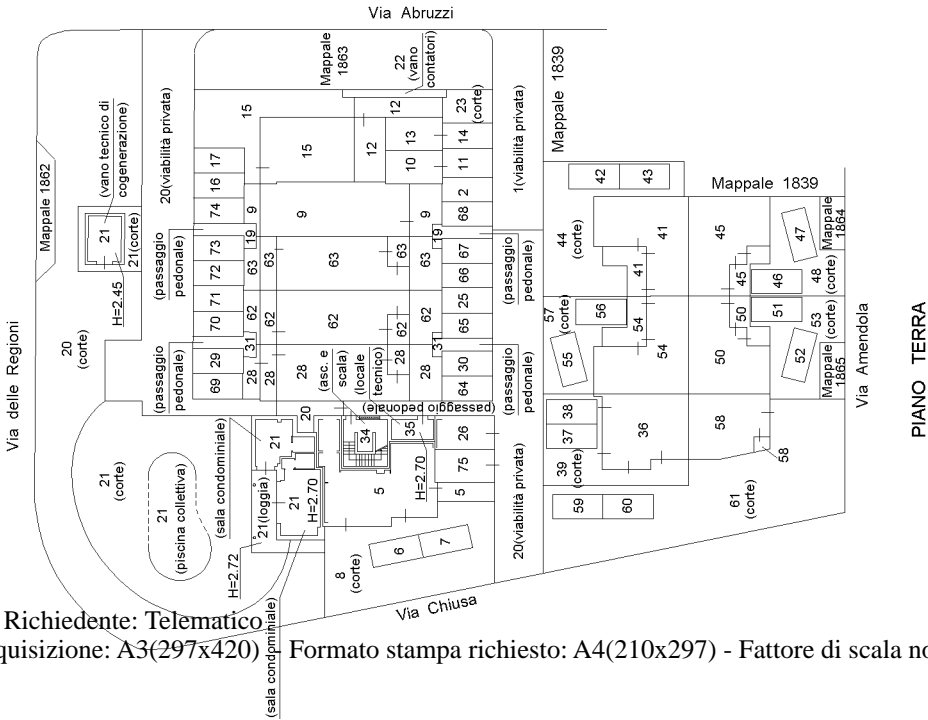 Via Abruzzi
Via delle Regioni
Mappale 1862
(vano tecnico di
cogenerazione)
21
21(corte)
H=2.45
20
(corte)
20(viabilità privata)
Mappale
1863
22
(vano
contatori)
15
15
12
12
23
(corte)
17
16
74
13
10
14
11
2
68
9
9
9
19
19
(passaggio
pedonale)
73
72
71
70
63
63
63
63
67
66
25
65
(passaggio
pedonale)
62
62
62
62
31
31
(passaggio
pedonale)
29
69
28
28
28
28
28
30
64
(passaggio
pedonale)
(asc. e
scala)
(locale
tecnico)
(passaggio pedonale)
1(viabilità privata)
Mappale 1839
42
43
Mappale 1839
44
(corte)
41
41
45
45
47
Mappale
1864
46
48
(corte)
57
(corte)
56
54
54
50
50
51
53
(corte)
55
52
Mappale
1865
Via Amendola
PIANO TERRA
38
37
39
(corte)
36
58
58
59
60
61
(corte)
21
(corte)
21
(piscina collettiva)
(sala condominiale)
21
20
34
35
26
75
5
5
H=2.70
21(loggia)
21
H=2.70
H=2.72
(sala condominiale)
8
(corte)
6
7
20(viabilità privata)
Via Chiusa
Richiedente: Telematico
quisizione: A3(297x420) - Formato stampa richiesto: A4(210x297) - Fattore di scala no